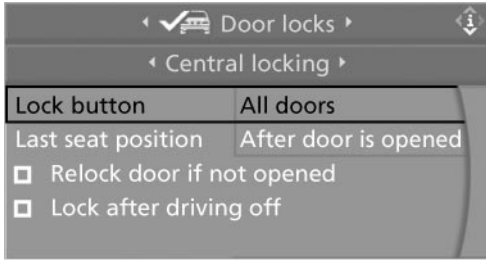 Door locks
Central locking
Lock button All doors
Last seat position After door is opened
Relock door if not opened
Lock after driving off